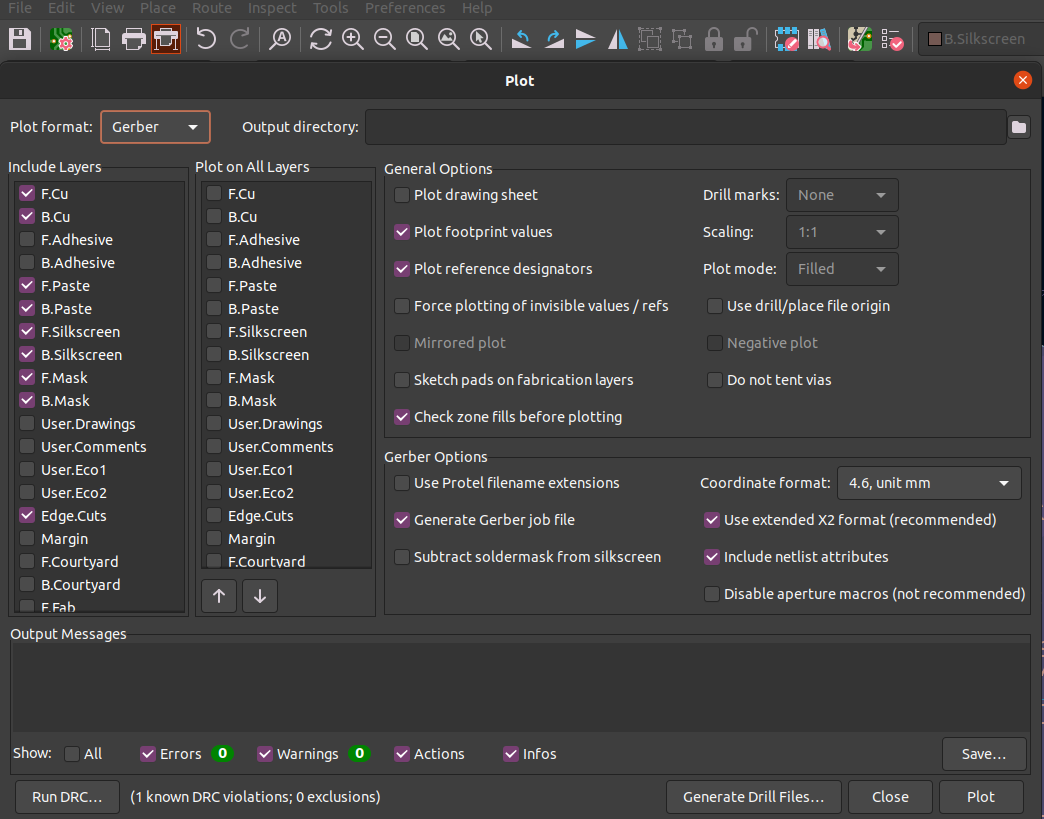 File Edit View Place Route Inspect Tools Preferences Help
B.Silkscreen
Plot
Plot format: Gerber Output directory:
Include Layers
F.Cu
B.Cu
F.Adhesive
B.Adhesive
F.Paste
B.Paste
F.Silkscreen
B.Silkscreen
F.Mask
B.Mask
User.Drawings
User.Comments
User.Eco1
User.Eco2
Edge.Cuts
Margin
F.Courtyard
B.Courtyard
F.Fab
Plot on All Layers
F.Cu
B.Cu
F.Adhesive
B.Adhesive
F.Paste
B.Paste
F.Silkscreen
B.Silkscreen
F.Mask
B.Mask
User.Drawings
User.Comments
User.Eco1
User.Eco2
Edge.Cuts
Margin
F.Courtyard
General Options
Plot drawing sheet Drill marks: None
Plot footprint values Scaling: 1:1
Plot reference designators Plot mode: Filled
Force plotting of invisible values / refs Use drill/place file origin
Mirrored plot Negative plot
Sketch pads on fabrication layers Do not tent vias
Check zone fills before plotting
Gerber Options
Use Protel filename extensions Coordinate format: 4.6, unit mm
Generate Gerber job file Use extended X2 format (recommended)
Subtract soldermask from silkscreen Include netlist attributes
Disable aperture macros (not recommended)
Output Messages
Show: All Errors 0 Warnings 0 Actions Infos Save...
Run DRC... (1 known DRC violations; 0 exclusions) Generate Drill Files... Close Plot